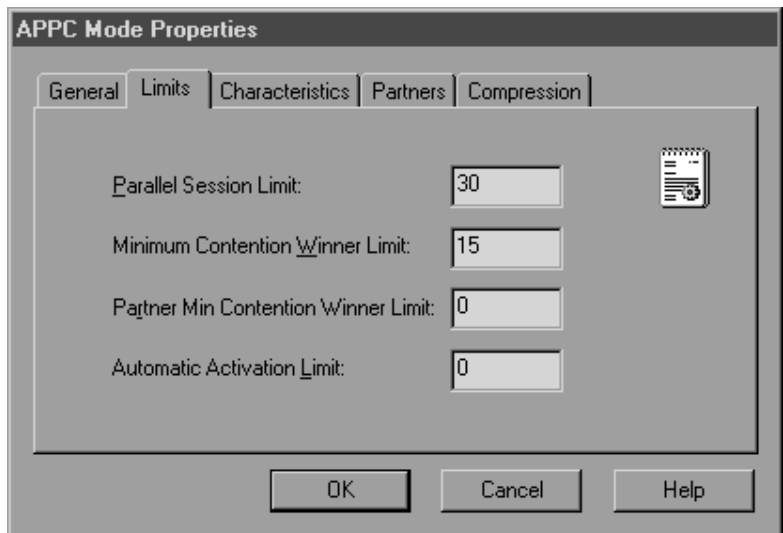 APPC Mode Properties
General Limits Characteristics Partners Compression
Parallel Session Limit: 30
Minimum Contention Winner Limit: 15
Partner Min Contention Winner Limit: 0
Automatic Activation Limit: 0
OK Cancel Help